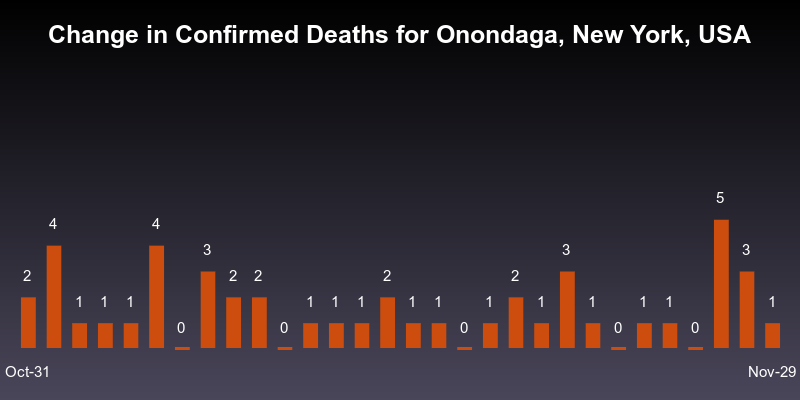 Change in Confirmed Deaths for Onondaga, New York, USA
2 4 1 1 1 4 0 3 2 2 0 1 1 1 2 1 1 0 1 2 1 3 1 0 1 1 0 5 3 1
Oct-31 Nov-29